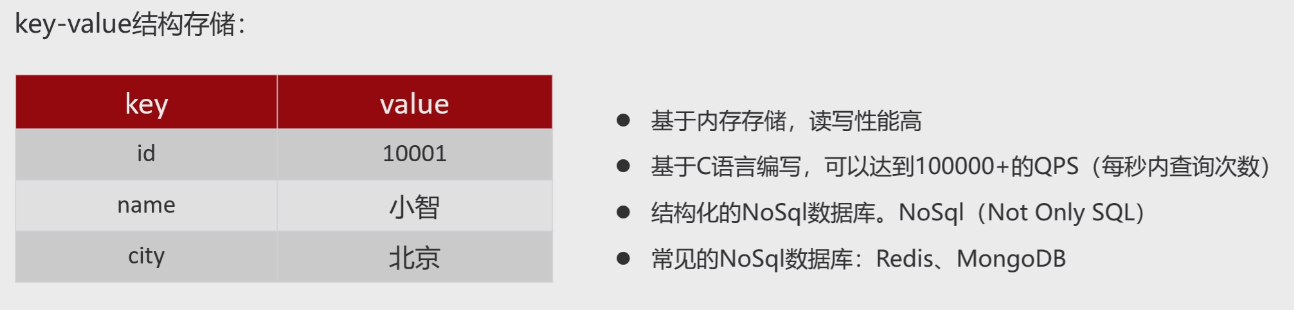 key-value结构存储：
key value
id 10001
name 小智
city 北京
基于内存存储，读写性能高
基于C语言编写，可以达到100000+的QPS（每秒内查询次数）
结构化的NoSql数据库。NoSql（Not Only SQL）
常见的NoSql数据库：Redis、MongoDB